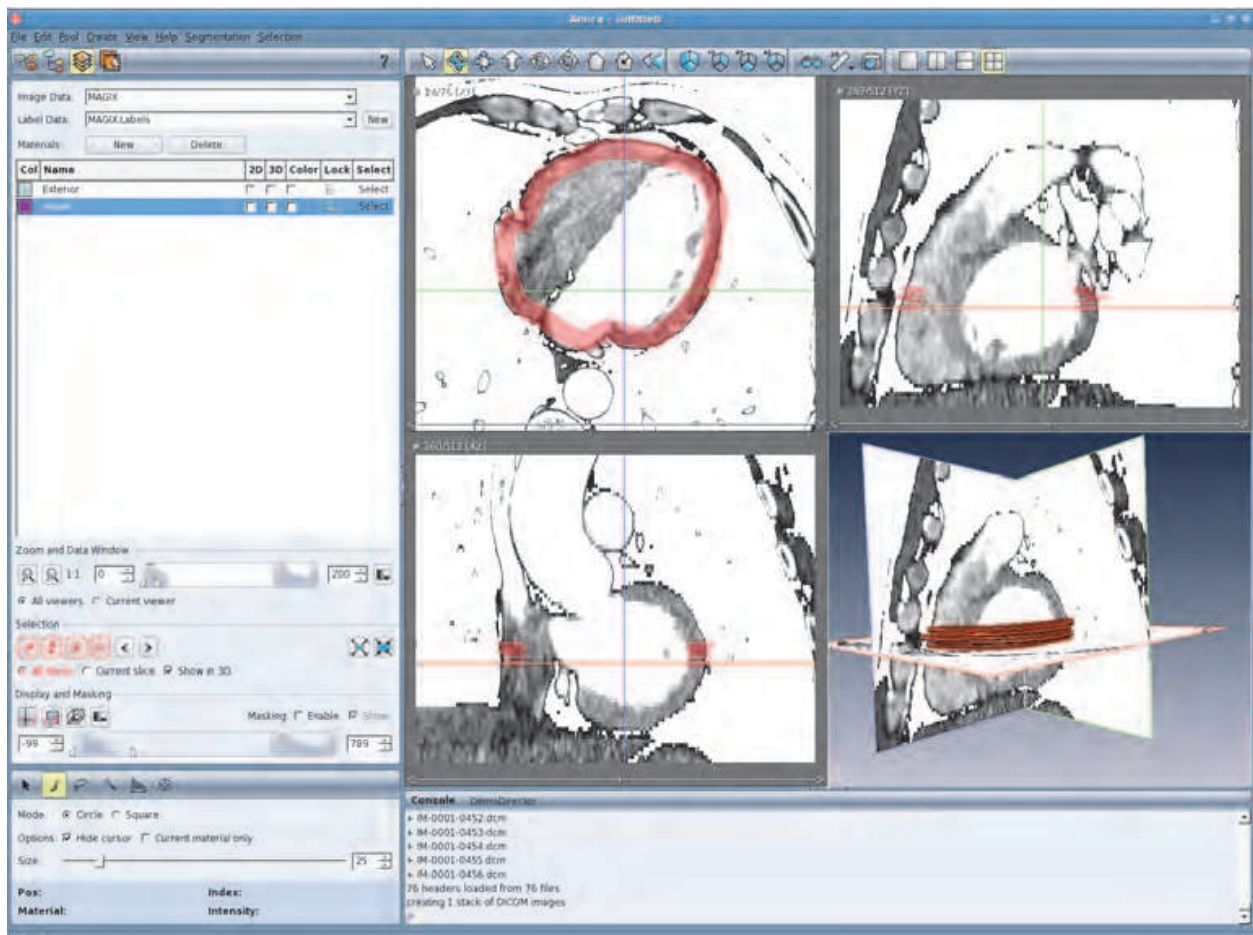 Amira - untitled
File Edit Pool Create View Help Segmentation Selection
?
Image Data: MAGIX
Label Data: MAGIX.Labels New
Materials: New Delete
Col Name 2D 3D Color Lock Select
Exterior Select
Select
Zoom and Data Window
1:1 0 200
All viewers Current viewer
Selection
Current slice Show in 3D
Display and Masking
Masking: Enable Show
-99 789
Mode: Circle Square
Options: Hide cursor Current material only
Size: 25
Pos: Index:
Material: Intensity:
Console
+ IM-0001-0452.dcm
+ IM-0001-0453.dcm
+ IM-0001-0454.dcm
+ IM-0001-0455.dcm
+ IM-0001-0456.dcm
76 headers loaded from 76 files
creating 1 stack of DICOM images